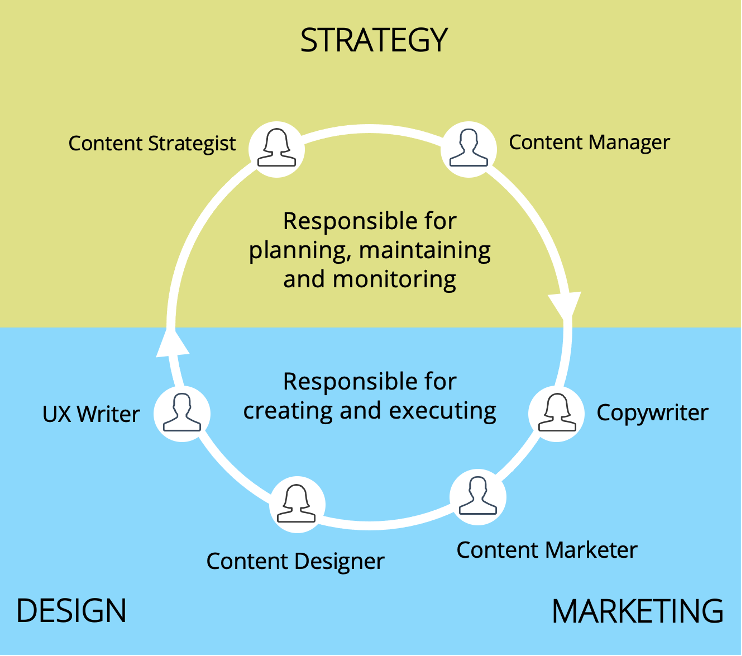 STRATEGY
Content Strategist
Content Manager
Responsible for
planning, maintaining
and monitoring
Responsible for
creating and executing
UX Writer
Copywriter
Content Designer
Content Marketer
DESIGN
MARKETING